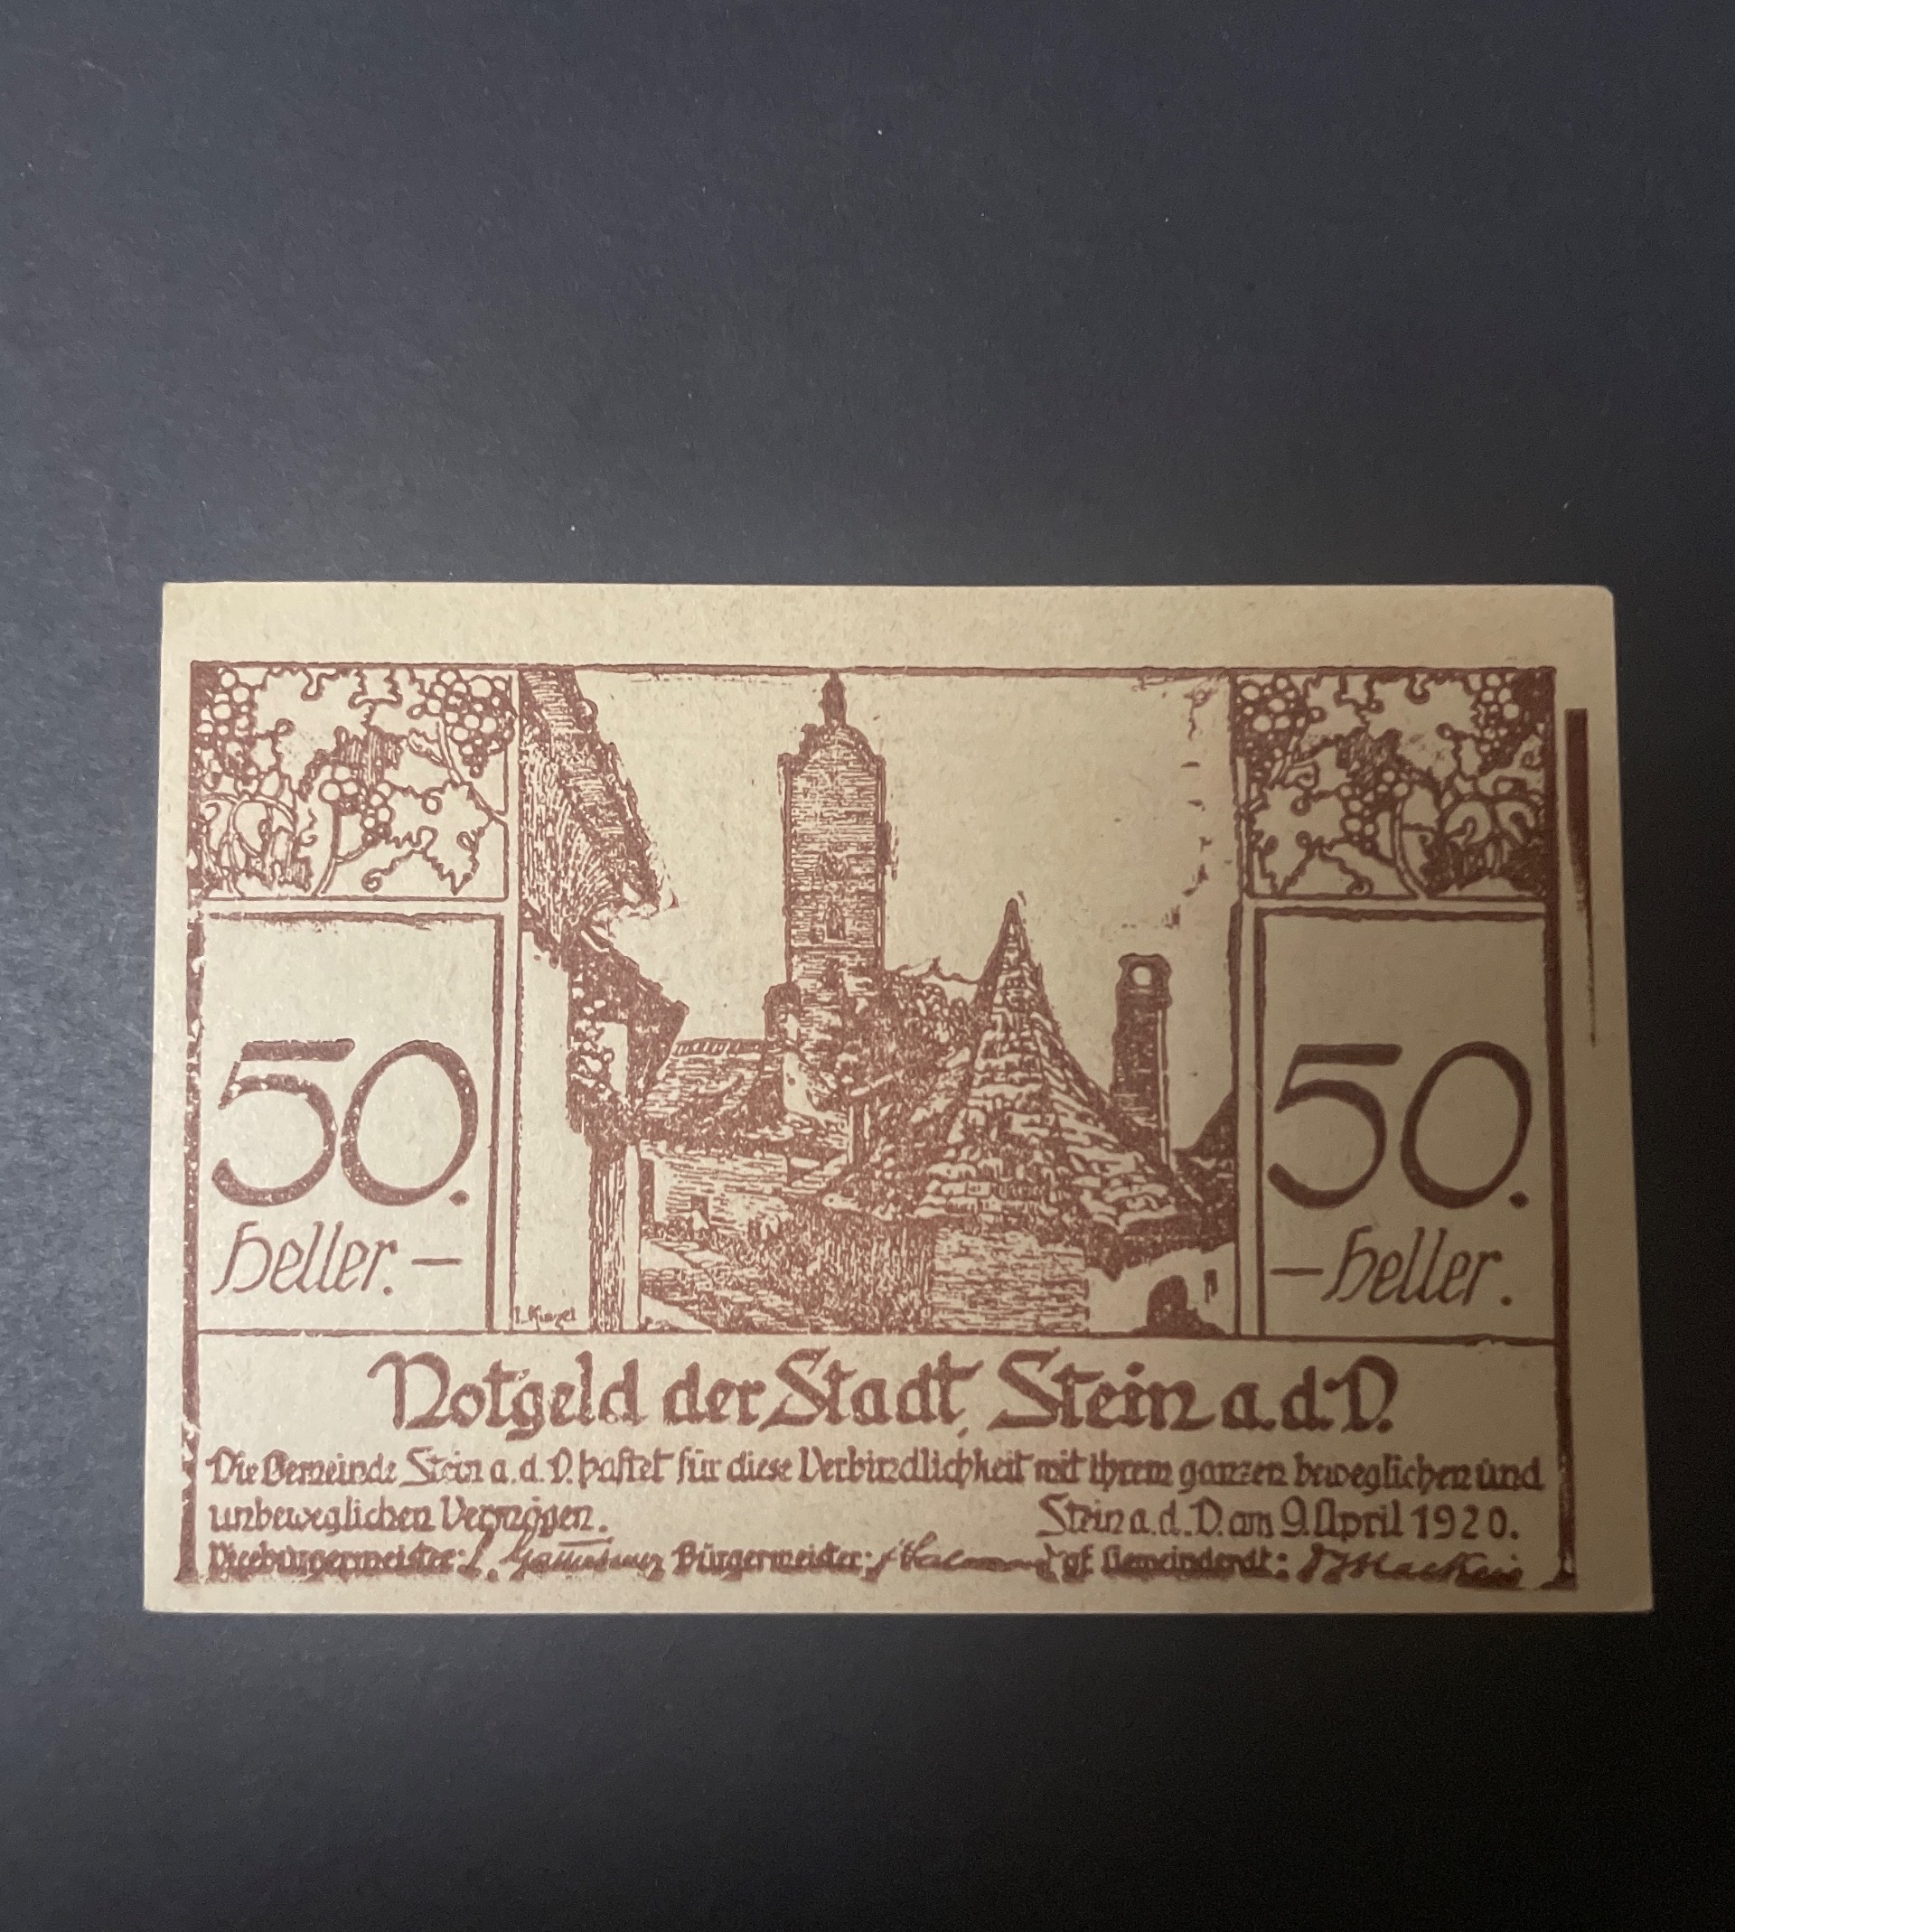 50.
Heller. –
50.
– Heller.
Notgeld der Stadt Stein a.d.D.
Die Gemeinde Stein a. d. D. haftet für diese Verbindlichkeit mit ihrem ganzen beweglichen und
unbeweglichen Vermögen.
Stein a. d. D. am 9. April 1920.
Vicebürgermeister: Bürgermeister: gf. Gemeinderat: